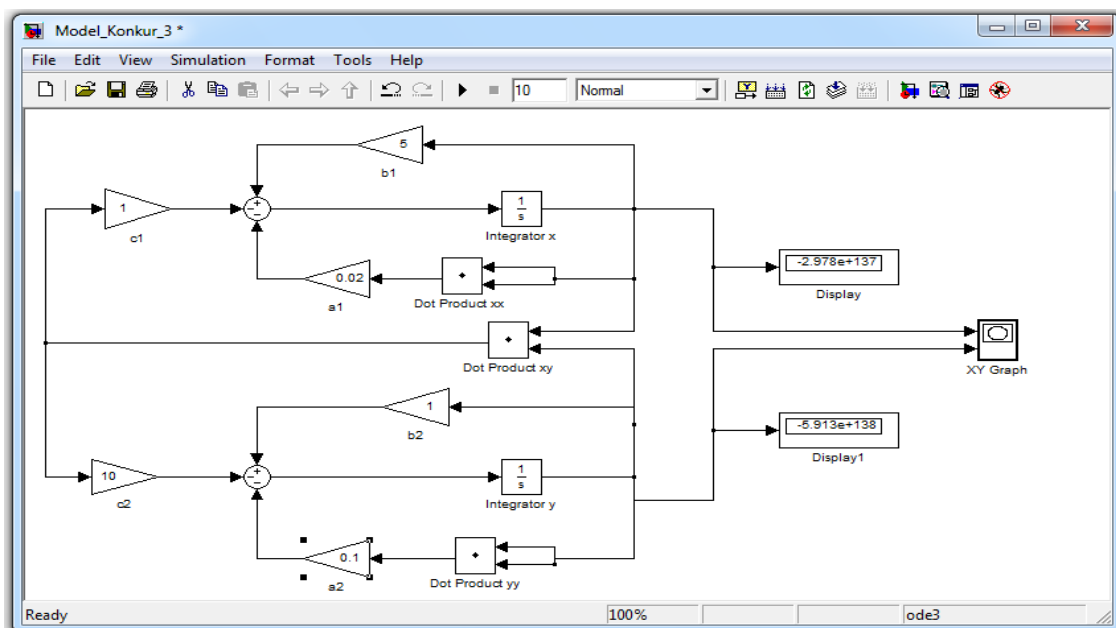 Model_Konkur_3 *
File Edit View Simulation Format Tools Help
10 Normal
5
b1
1
c1
1
s
Integrator x
0.02
a1
Dot Product xx
-2.978e+137
Display
Dot Product xy
XY Graph
1
b2
-5.913e+138
Display1
10
c2
1
s
Integrator y
0.1
a2
Dot Product yy
Ready 100% ode3